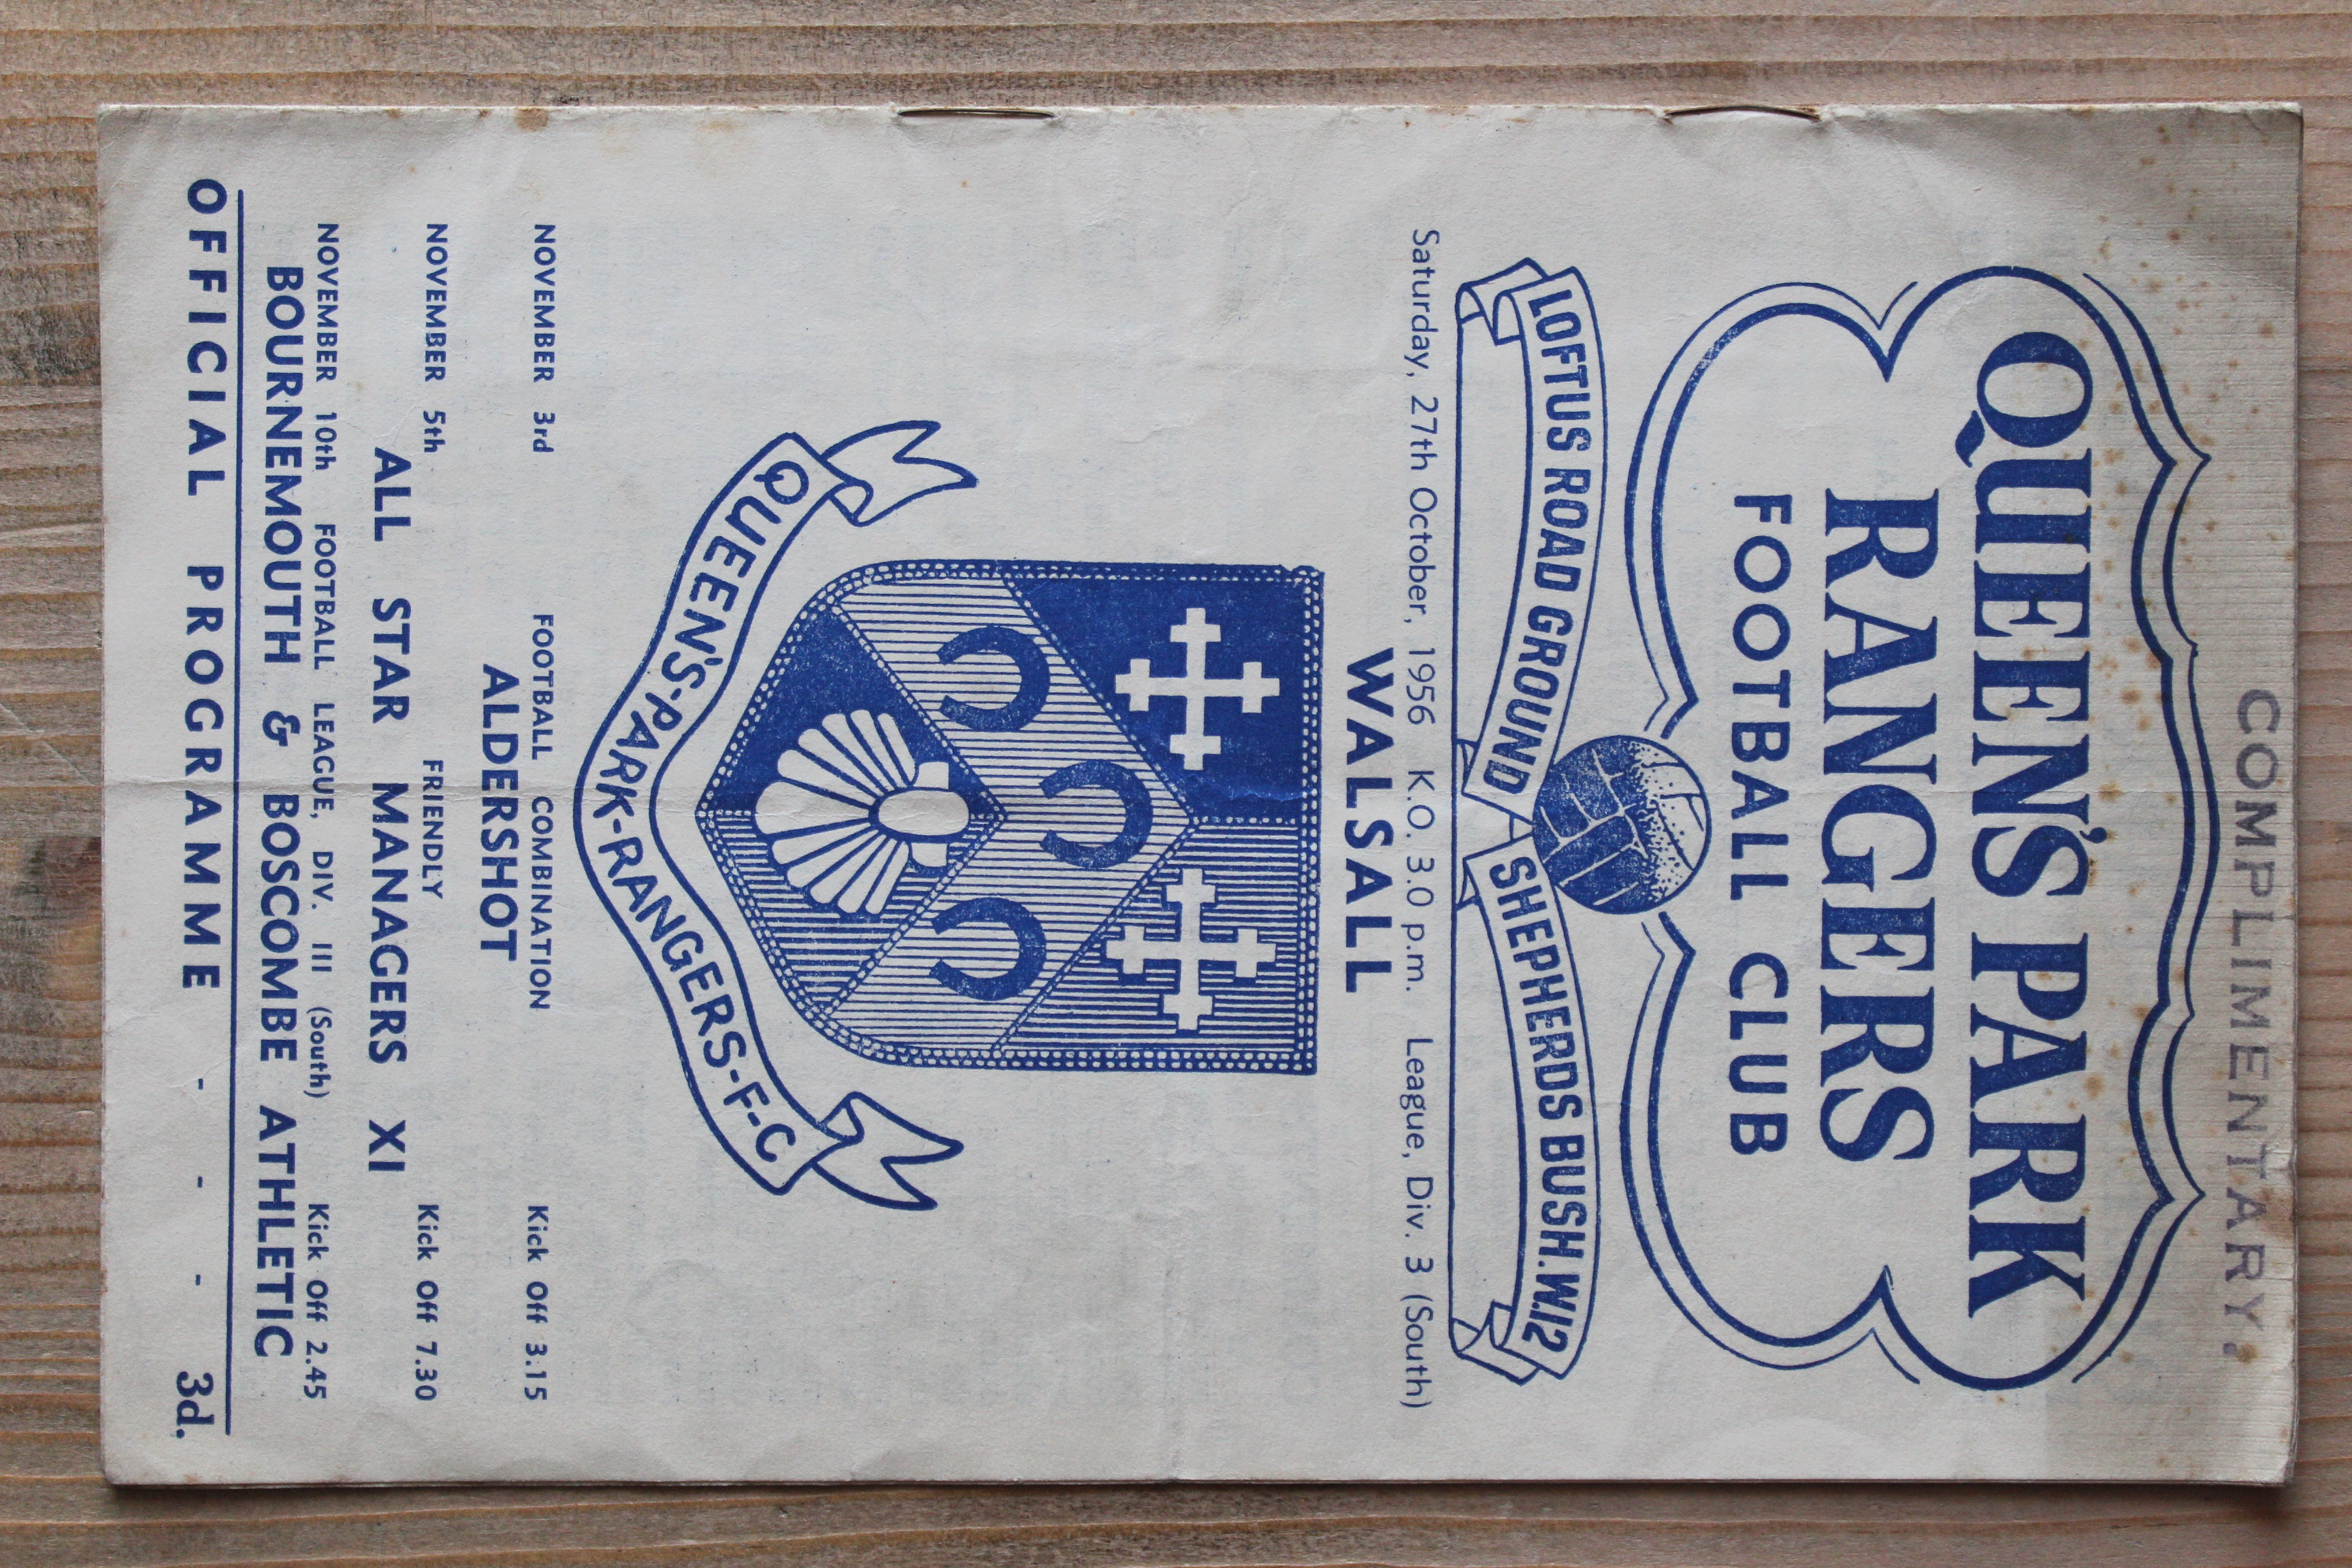 COMPLIMENTARY.
QUEEN'S PARK
RANGERS
FOOTBALL CLUB
LOFTUS ROAD GROUND SHEPHERDS BUSH.W.12
Saturday, 27th October, 1956 K.O. 3.0 p.m. League, Div. 3 (South)
WALSALL
QUEEN'S-PARK-RANGERS-F-C
NOVEMBER 3rd FOOTBALL COMBINATION Kick Off 3.15
ALDERSHOT
NOVEMBER 5th FRIENDLY Kick Off 7.30
ALL STAR MANAGERS XI
NOVEMBER 10th FOOTBALL LEAGUE, DIV. III (South) Kick Off 2.45
BOURNEMOUTH & BOSCOMBE ATHLETIC
OFFICIAL PROGRAMME - - - 3d.